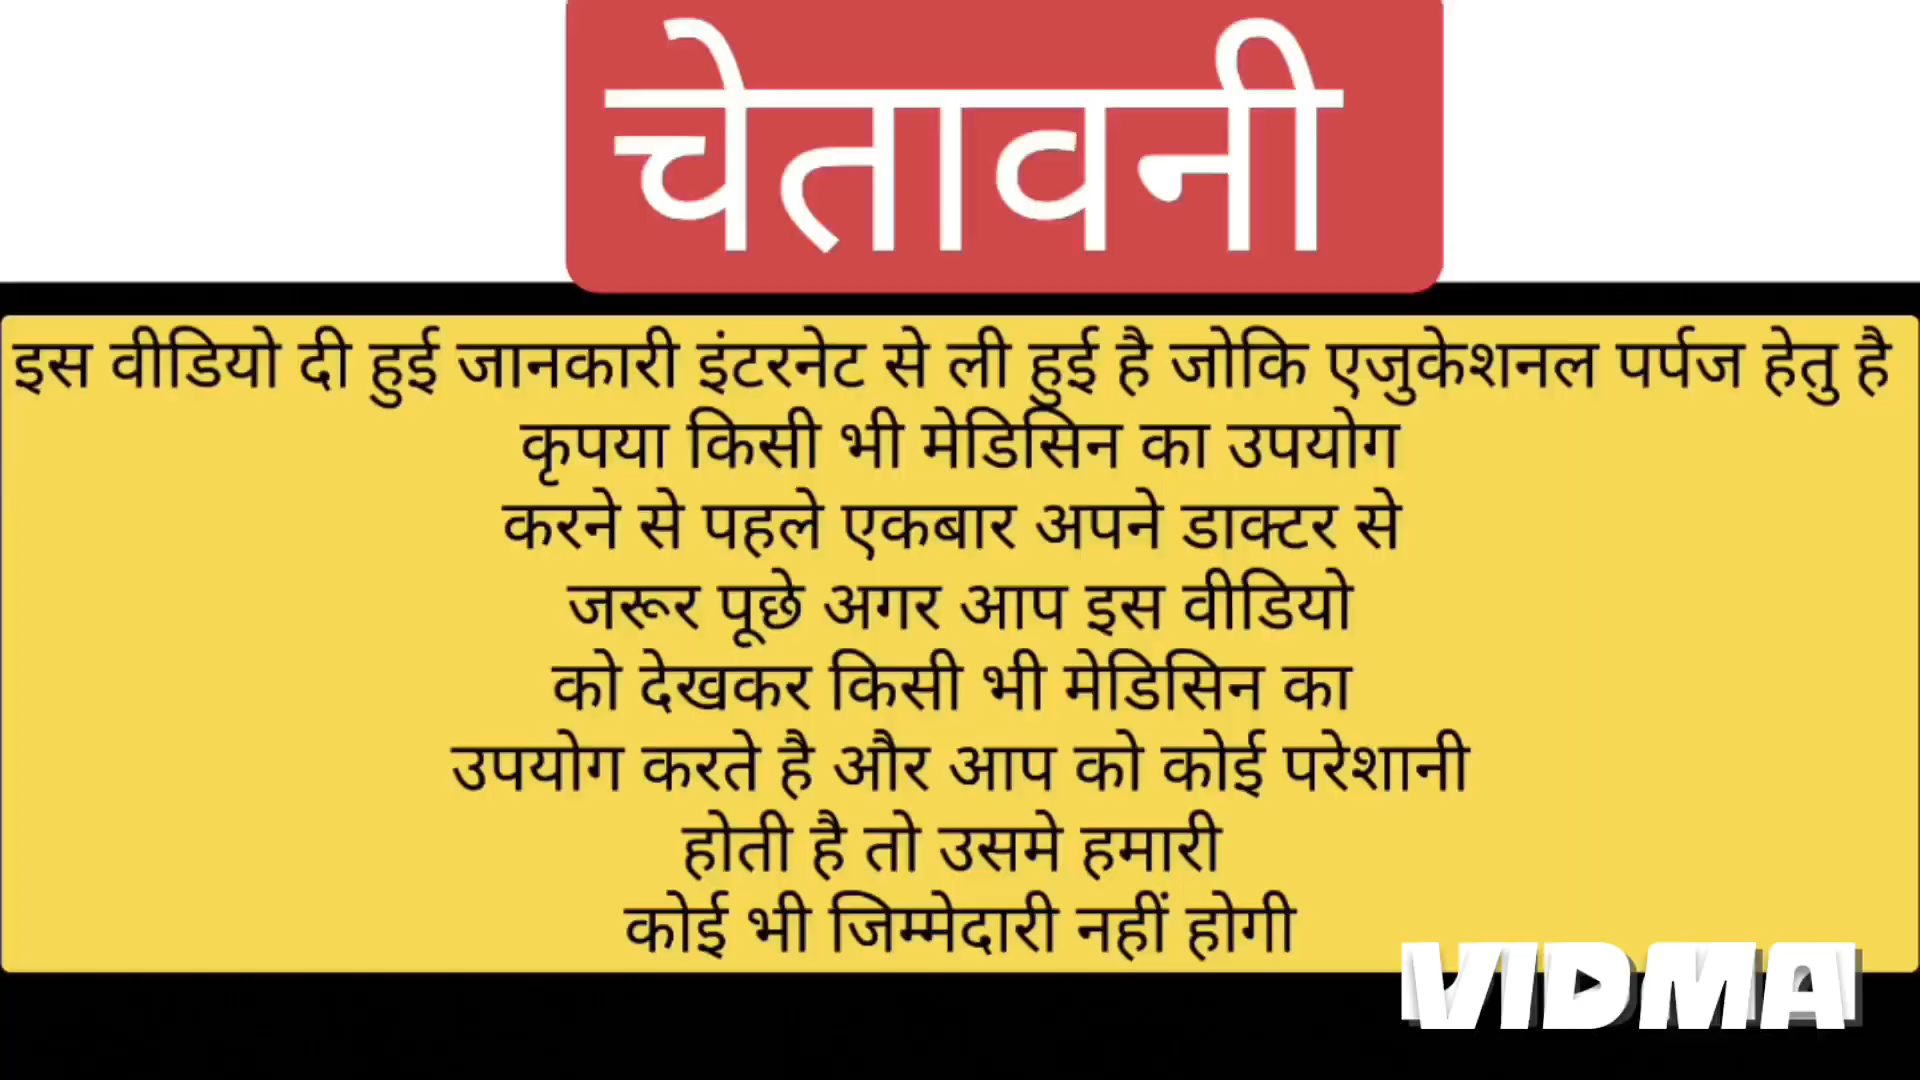 चेतावनी
इस वीडियो दी हुई जानकारी इंटरनेट से ली हुई है जोकि एजुकेशनल पर्पज हेतु है
कृपया किसी भी मेडिसिन का उपयोग
करने से पहले एकबार अपने डाक्टर से
जरूर पूछे अगर आप इस वीडियो
को देखकर किसी भी मेडिसिन का
उपयोग करते है और आप को कोई परेशानी
होती है तो उसमे हमारी
कोई भी जिम्मेदारी नहीं होगी
VIDMA